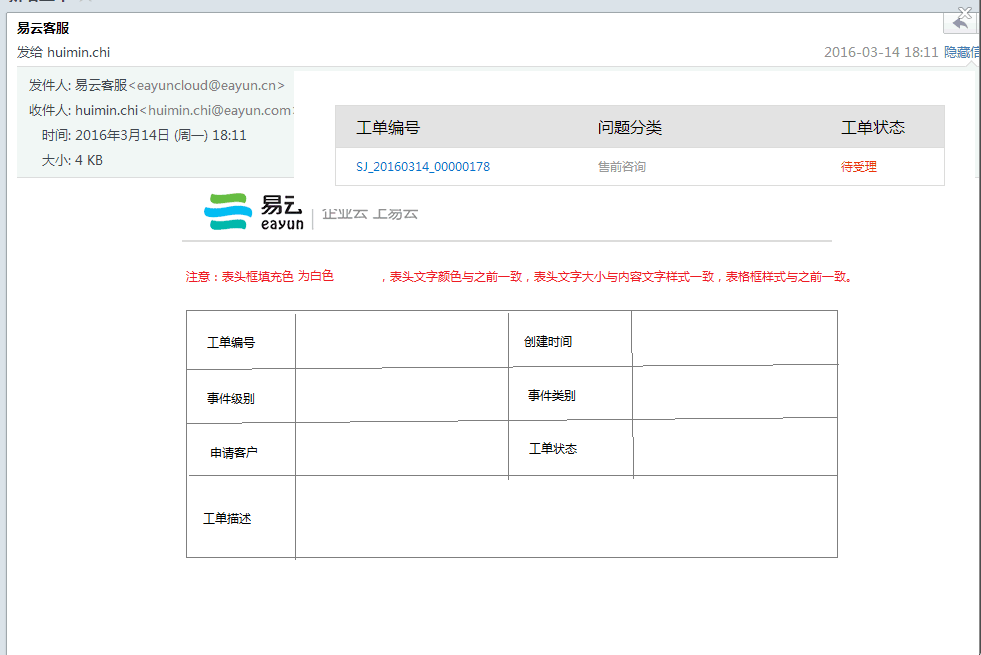 易云客服
发给 huimin.chi
2016-03-14 18:11 隐藏信
发件人: 易云客服<eayuncloud@eayun.cn>
收件人: huimin.chi<huimin.chi@eayun.com>
时间: 2016年3月14日 (周一) 18:11
大小: 4 KB
工单编号 问题分类 工单状态
SJ_20160314_00000178 售前咨询 待受理
易云 eayun | 企业云 上易云
注意：表头框填充色 为白色 ，表头文字颜色与之前一致，表头文字大小与内容文字样式一致，表格框样式与之前一致。
工单编号 创建时间
事件级别 事件类别
申请客户 工单状态
工单描述